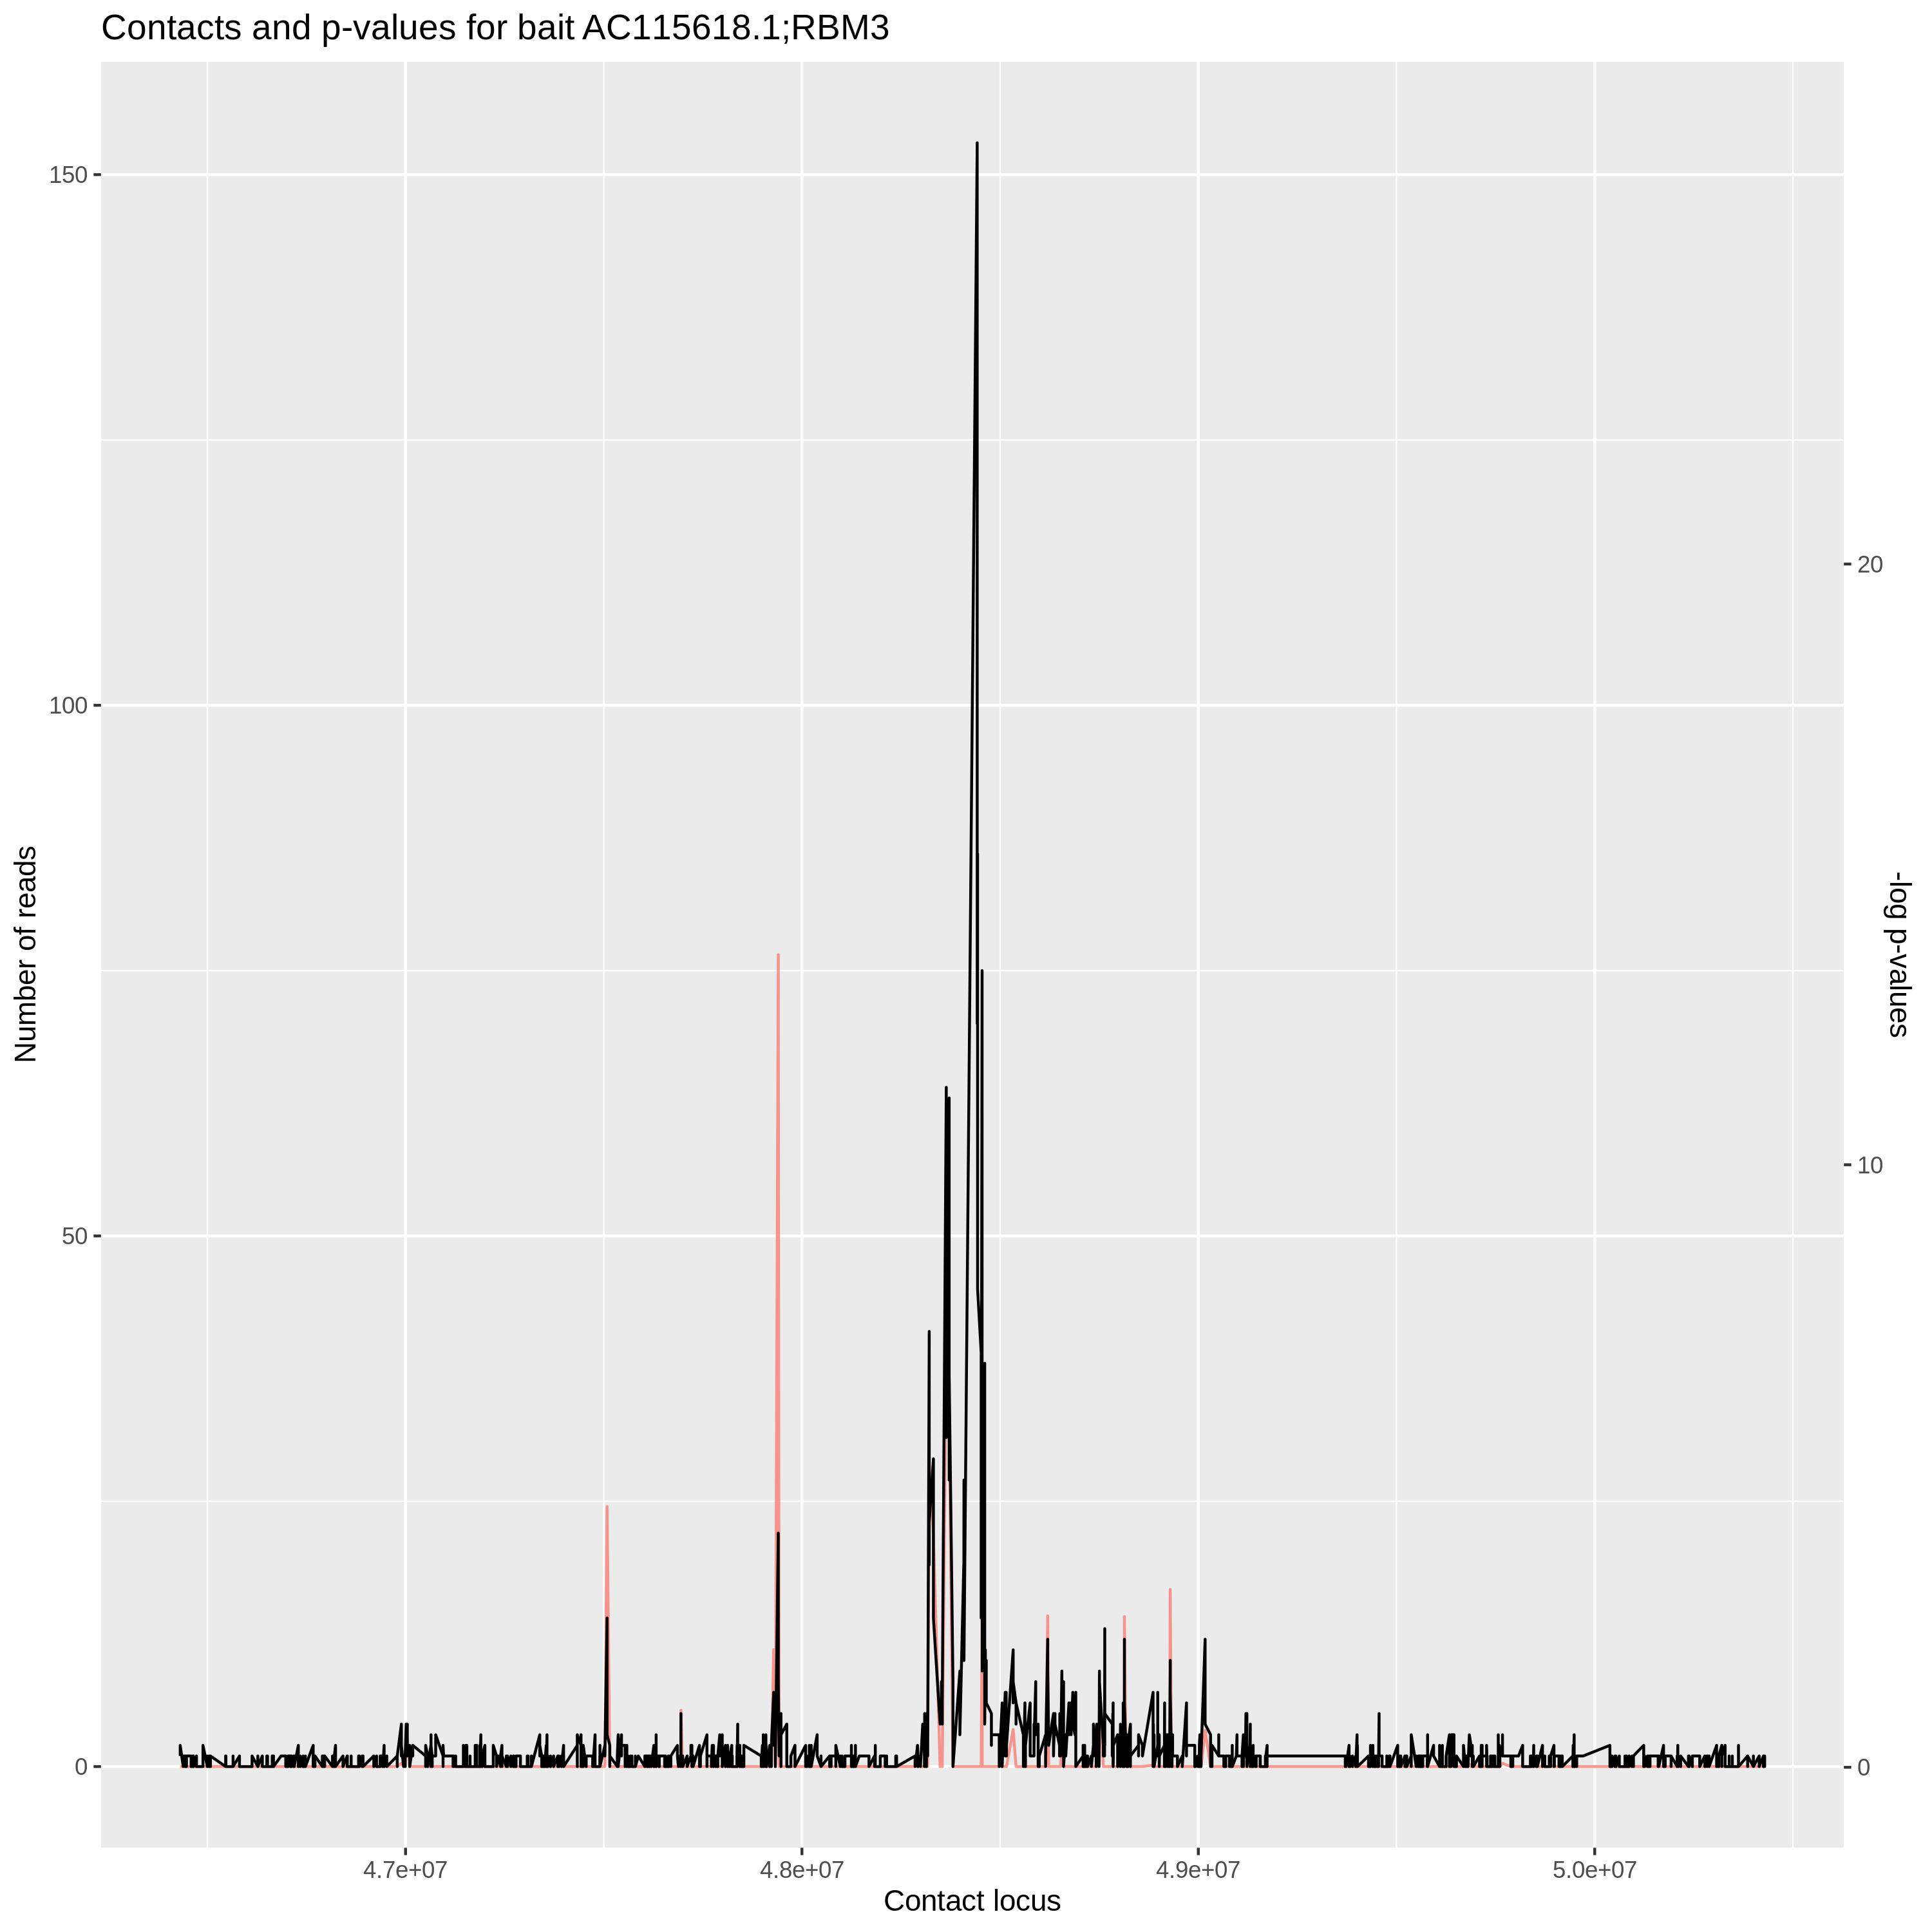 Contacts and p-values for bait AC115618.1;RBM3
150
100
50
0
Number of reads
20
10
0
-log p-values
4.7e+07
4.8e+07
4.9e+07
5.0e+07
Contact locus